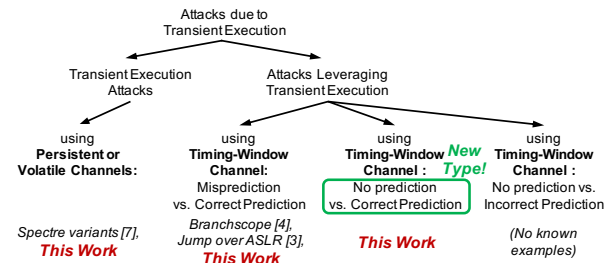 Attacks due to
Transient Execution
Transient Execution
Attacks
Attacks Leveraging
Transient Execution
using
Persistent or
Volatile Channels:
Spectre variants [7],
This Work
using
Timing-Window
Channel:
Misprediction
vs. Correct Prediction
Branchscope [4],
Jump over ASLR [3],
This Work
using
Timing-Window
Channel :
New
Type!
No prediction
vs. Correct Prediction
This Work
using
Timing-Window
Channel :
No prediction vs.
Incorrect Prediction
(No known
examples)